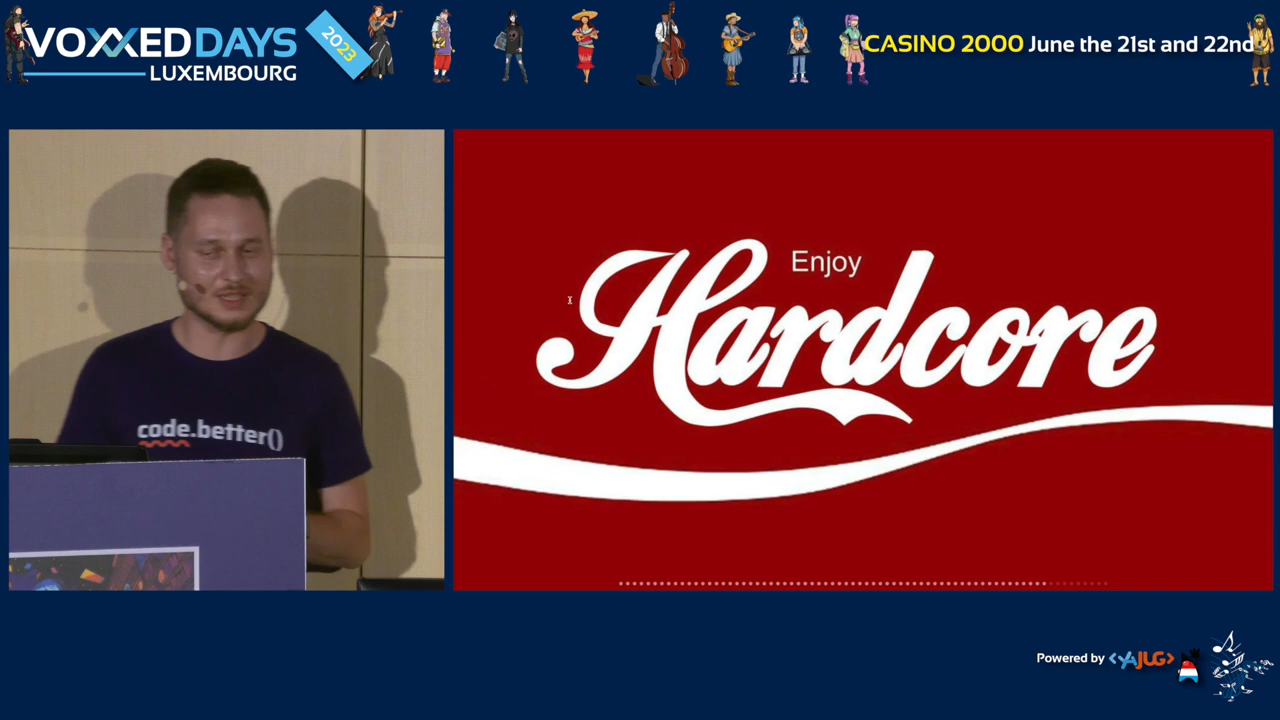 VOXXEDDAYS
LUXEMBOURG
2023
CASINO 2000 June the 21st and 22nd
code.better()
Enjoy
Hardcore
Powered by <YAJUG>